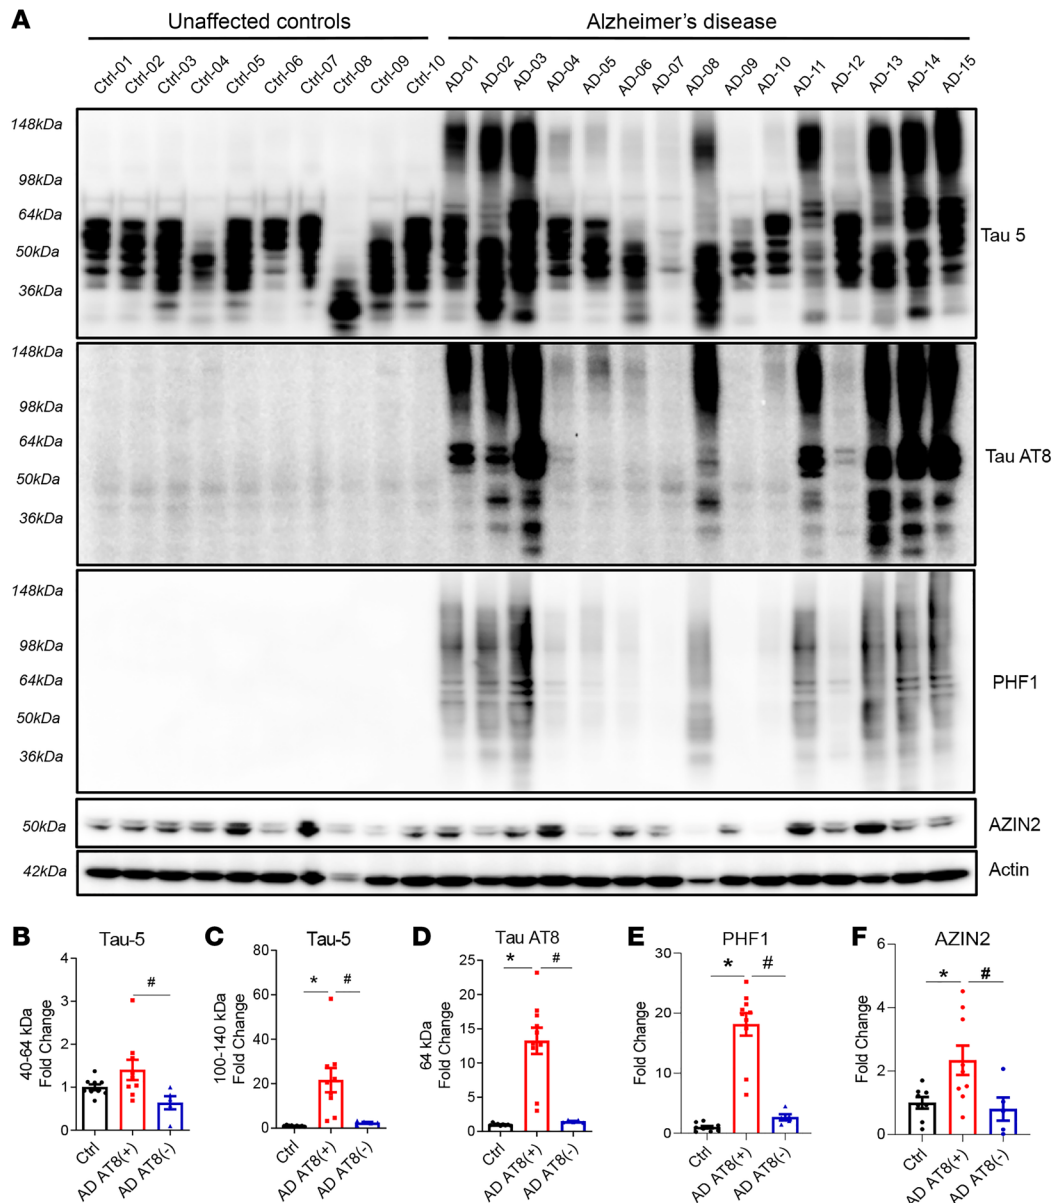 A
Unaffected controls
Alzheimer's disease
Ctrl-01
Ctrl-02
Ctrl-03
Ctrl-04
Ctrl-05
Ctrl-06
Ctrl-07
Ctrl-08
Ctrl-09
Ctrl-10
AD-01
AD-02
AD-03
AD-04
AD-05
AD-06
AD-07
AD-08
AD-09
AD-10
AD-11
AD-12
AD-13
AD-14
AD-15
148kDa
98kDa
64kDa
50kDa
36kDa
Tau 5
148kDa
98kDa
64kDa
50kDa
36kDa
Tau AT8
148kDa
98kDa
64kDa
50kDa
36kDa
PHF1
50kDa
AZIN2
42kDa
Actin
B
Tau-5
40–64 kDa
Fold Change
4
3
2
1
0
#
Ctrl
AD AT8(+)
AD AT8(-)
C
Tau-5
100–140 kDa
Fold Change
80
60
40
20
0
*
#
Ctrl
AD AT8(+)
AD AT8(-)
D
Tau AT8
64 kDa
Fold Change
25
20
15
10
5
0
*
#
Ctrl
AD AT8(+)
AD AT8(-)
E
PHF1
Fold Change
30
20
10
0
*
#
Ctrl
AD AT8(+)
AD AT8(-)
F
AZIN2
Fold Change
6
4
2
0
*
#
Ctrl
AD AT8(+)
AD AT8(-)